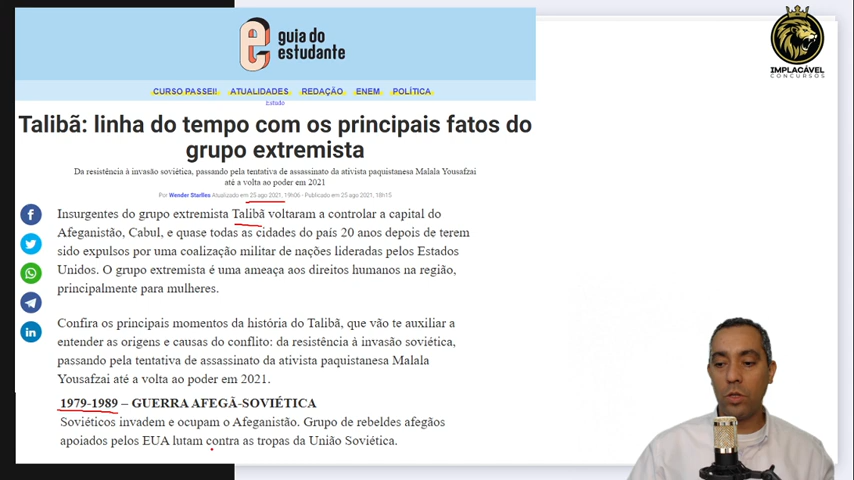 guia do
estudante
IMPLACÁVEL
CONCURSOS
CURSO PASSEI! ATUALIDADES REDAÇÃO ENEM POLÍTICA
Estudo
Talibã: linha do tempo com os principais fatos do
grupo extremista
Da resistência à invasão soviética, passando pela tentativa de assassinato da ativista paquistanesa Malala Yousafzai
até a volta ao poder em 2021
Por Wender Starlles Atualizado em 25 ago 2021, 19h06 - Publicado em 25 ago 2021, 18h15
Insurgentes do grupo extremista Talibã voltaram a controlar a capital do
Afeganistão, Cabul, e quase todas as cidades do país 20 anos depois de terem
sido expulsos por uma coalização militar de nações lideradas pelos Estados
Unidos. O grupo extremista é uma ameaça aos direitos humanos na região,
principalmente para mulheres.
Confira os principais momentos da história do Talibã, que vão te auxiliar a
entender as origens e causas do conflito: da resistência à invasão soviética,
passando pela tentativa de assassinato da ativista paquistanesa Malala
Yousafzai até a volta ao poder em 2021.
1979-1989 – GUERRA AFEGÃ-SOVIÉTICA
Soviéticos invadem e ocupam o Afeganistão. Grupo de rebeldes afegãos
apoiados pelos EUA lutam contra as tropas da União Soviética.